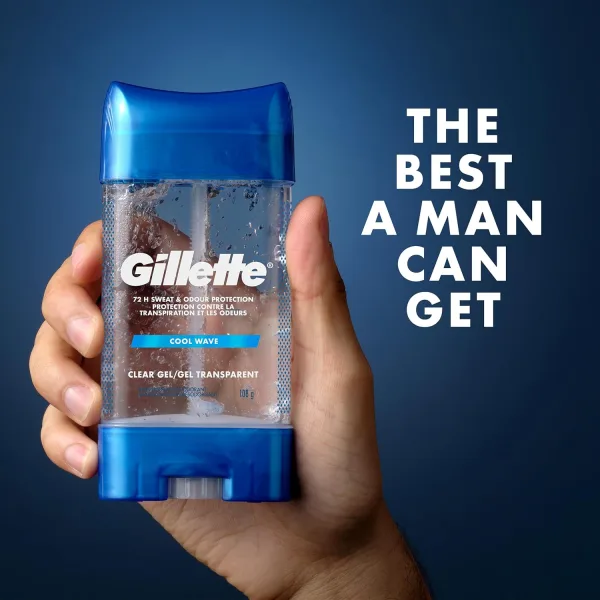 Gillette®
72 H SWEAT & ODOUR PROTECTION
PROTECTION CONTRE LA
TRANSPIRATION ET LES ODEURS
COOL WAVE
CLEAR GEL/GEL TRANSPARENT
108 g
THE
BEST
A MAN
CAN
GET